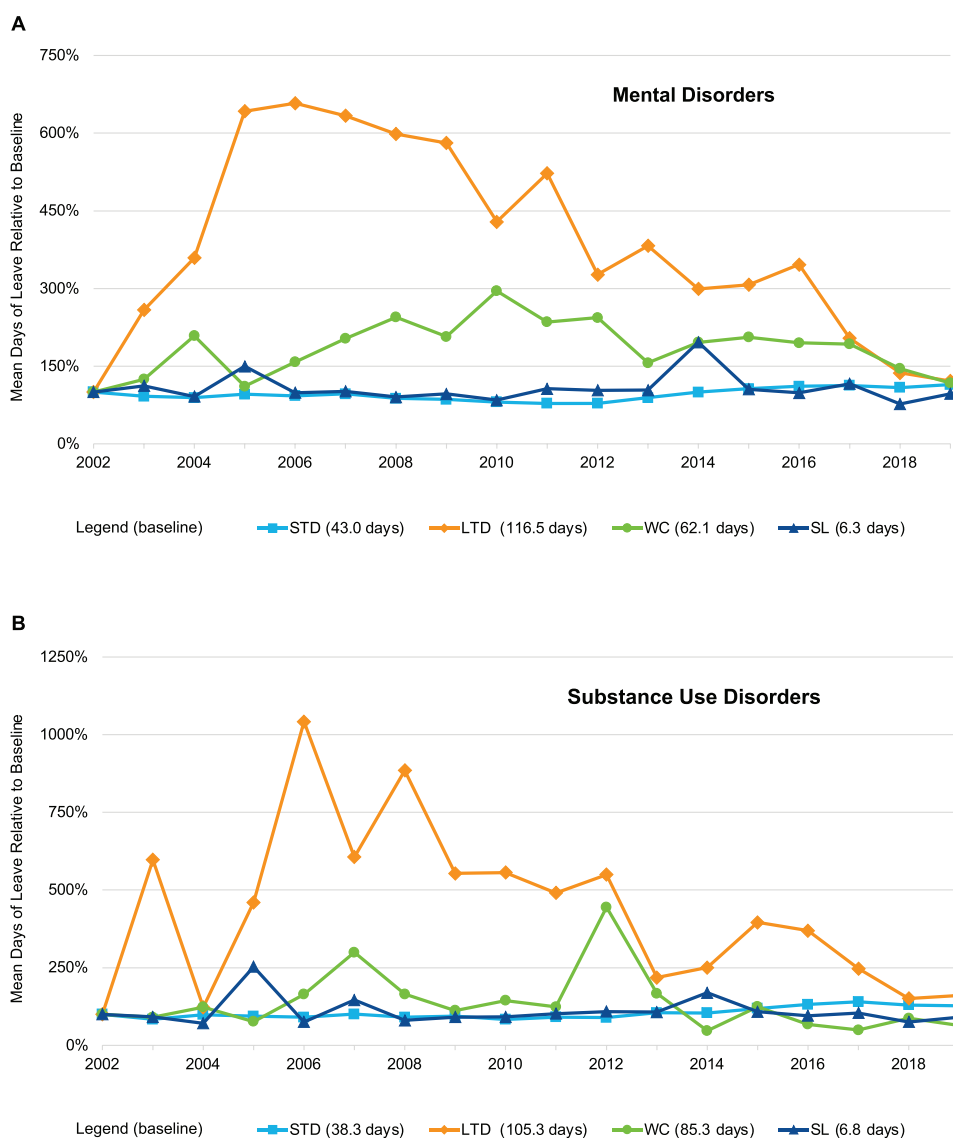 A
750%
Mental Disorders
600%
450%
300%
150%
0%
Mean Days of Leave Relative to Baseline
2002 2004 2006 2008 2010 2012 2014 2016 2018
Legend (baseline) STD (43.0 days) LTD (116.5 days) WC (62.1 days) SL (6.3 days)
B
1250%
Substance Use Disorders
1000%
750%
500%
250%
0%
Mean Days of Leave Relative to Baseline
2002 2004 2006 2008 2010 2012 2014 2016 2018
Legend (baseline) STD (38.3 days) LTD (105.3 days) WC (85.3 days) SL (6.8 days)